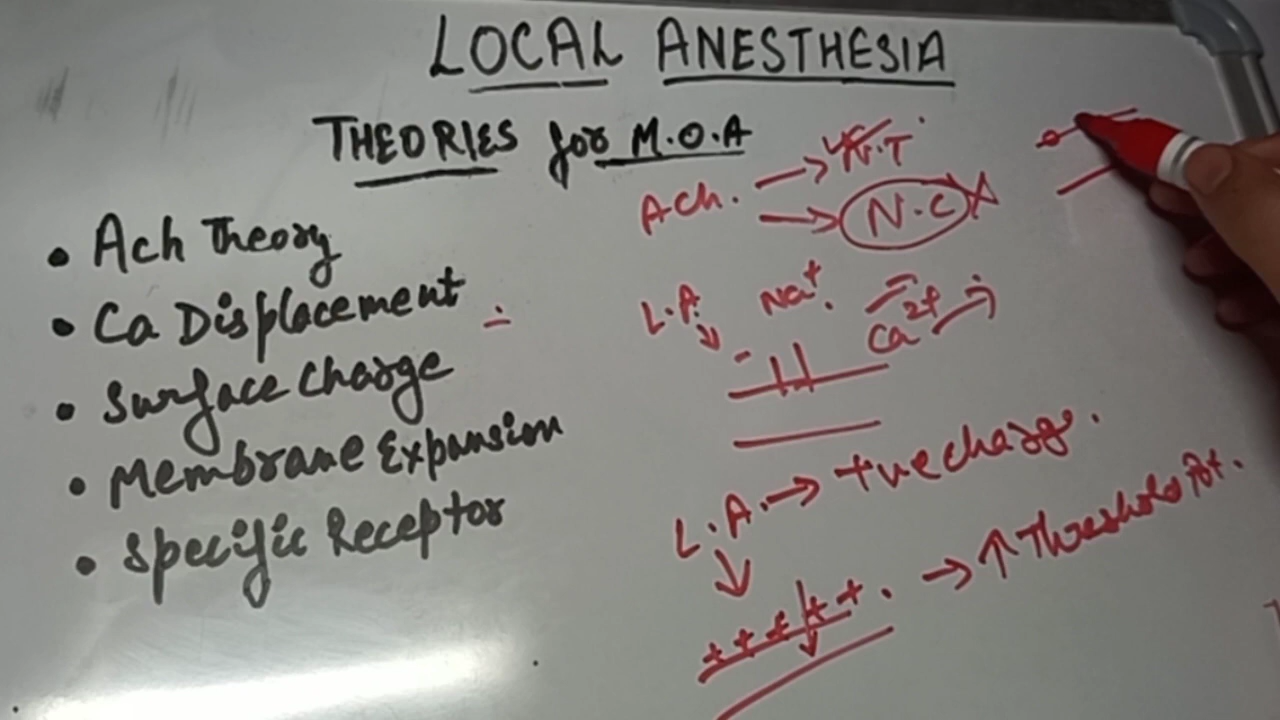 LOCAL ANESTHESIA
THEORIES for M.O.A
• Ach Theory
• Ca Displacement
• Surface Charge
• Membrane Expansion
• Specific Receptor
Ach. → N.T
→ N.C X
L.A. Na+. Ca2+
L.A. → +ve charge.
+ + + + + . → ↑ Threshold Pot.